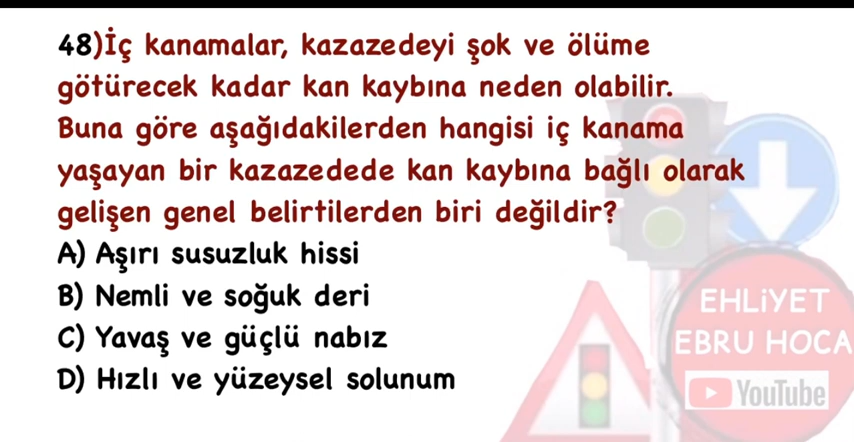 48)İç kanamalar, kazazedeyi şok ve ölüme
götürecek kadar kan kaybına neden olabilir.
Buna göre aşağıdakilerden hangisi iç kanama
yaşayan bir kazazedede kan kaybına bağlı olarak
gelişen genel belirtilerden biri değildir?
A) Aşırı susuzluk hissi
B) Nemli ve soğuk deri
C) Yavaş ve güçlü nabız
D) Hızlı ve yüzeysel solunum
EHLİYET
EBRU HOCA
YouTube